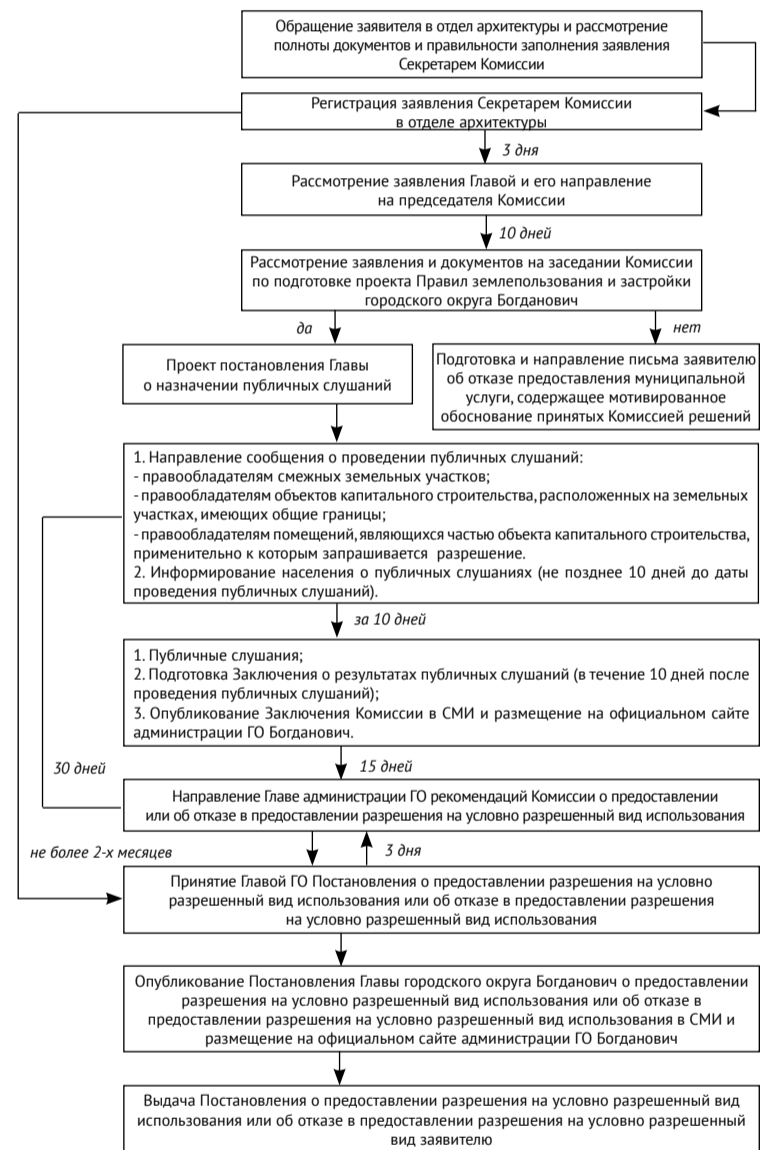 Обращение заявителя в отдел архитектуры и рассмотрение
полноты документов и правильности заполнения заявления
Секретарем Комиссии
Регистрация заявления Секретарем Комиссии
в отделе архитектуры
3 дня
Рассмотрение заявления Главой и его направление
на председателя Комиссии
10 дней
Рассмотрение заявления и документов на заседании Комиссии
по подготовке проекта Правил землепользования и застройки
городского округа Богданович
да
нет
Проект постановления Главы
о назначении публичных слушаний
Подготовка и направление письма заявителю
об отказе предоставления муниципальной
услуги, содержащее мотивированное
обоснование принятых Комиссией решений
1. Направление сообщения о проведении публичных слушаний:
- правообладателям смежных земельных участков;
- правообладателям объектов капитального строительства, расположенных на земельных
участках, имеющих общие границы;
- правообладателям помещений, являющихся частью объекта капитального строительства,
применительно к которым запрашивается разрешение.
2. Информирование населения о публичных слушаниях (не позднее 10 дней до даты
проведения публичных слушаний).
за 10 дней
1. Публичные слушания;
2. Подготовка Заключения о результатах публичных слушаний (в течение 10 дней после
проведения публичных слушаний);
3. Опубликование Заключения Комиссии в СМИ и размещение на официальном сайте
администрации ГО Богданович.
30 дней
15 дней
Направление Главе администрации ГО рекомендаций Комиссии о предоставлении
или об отказе в предоставлении разрешения на условно разрешенный вид использования
не более 2-х месяцев
3 дня
Принятие Главой ГО Постановления о предоставлении разрешения на условно
разрешенный вид использования или об отказе в предоставлении разрешения
на условно разрешенный вид использования
Опубликование Постановления Главы городского округа Богданович о предоставлении
разрешения на условно разрешенный вид использования или об отказе в
предоставлении разрешения на условно разрешенный вид использования в СМИ и
размещение на официальном сайте администрации ГО Богданович
Выдача Постановления о предоставлении разрешения на условно разрешенный вид
использования или об отказе в предоставлении разрешения на условно разрешенный
вид заявителю